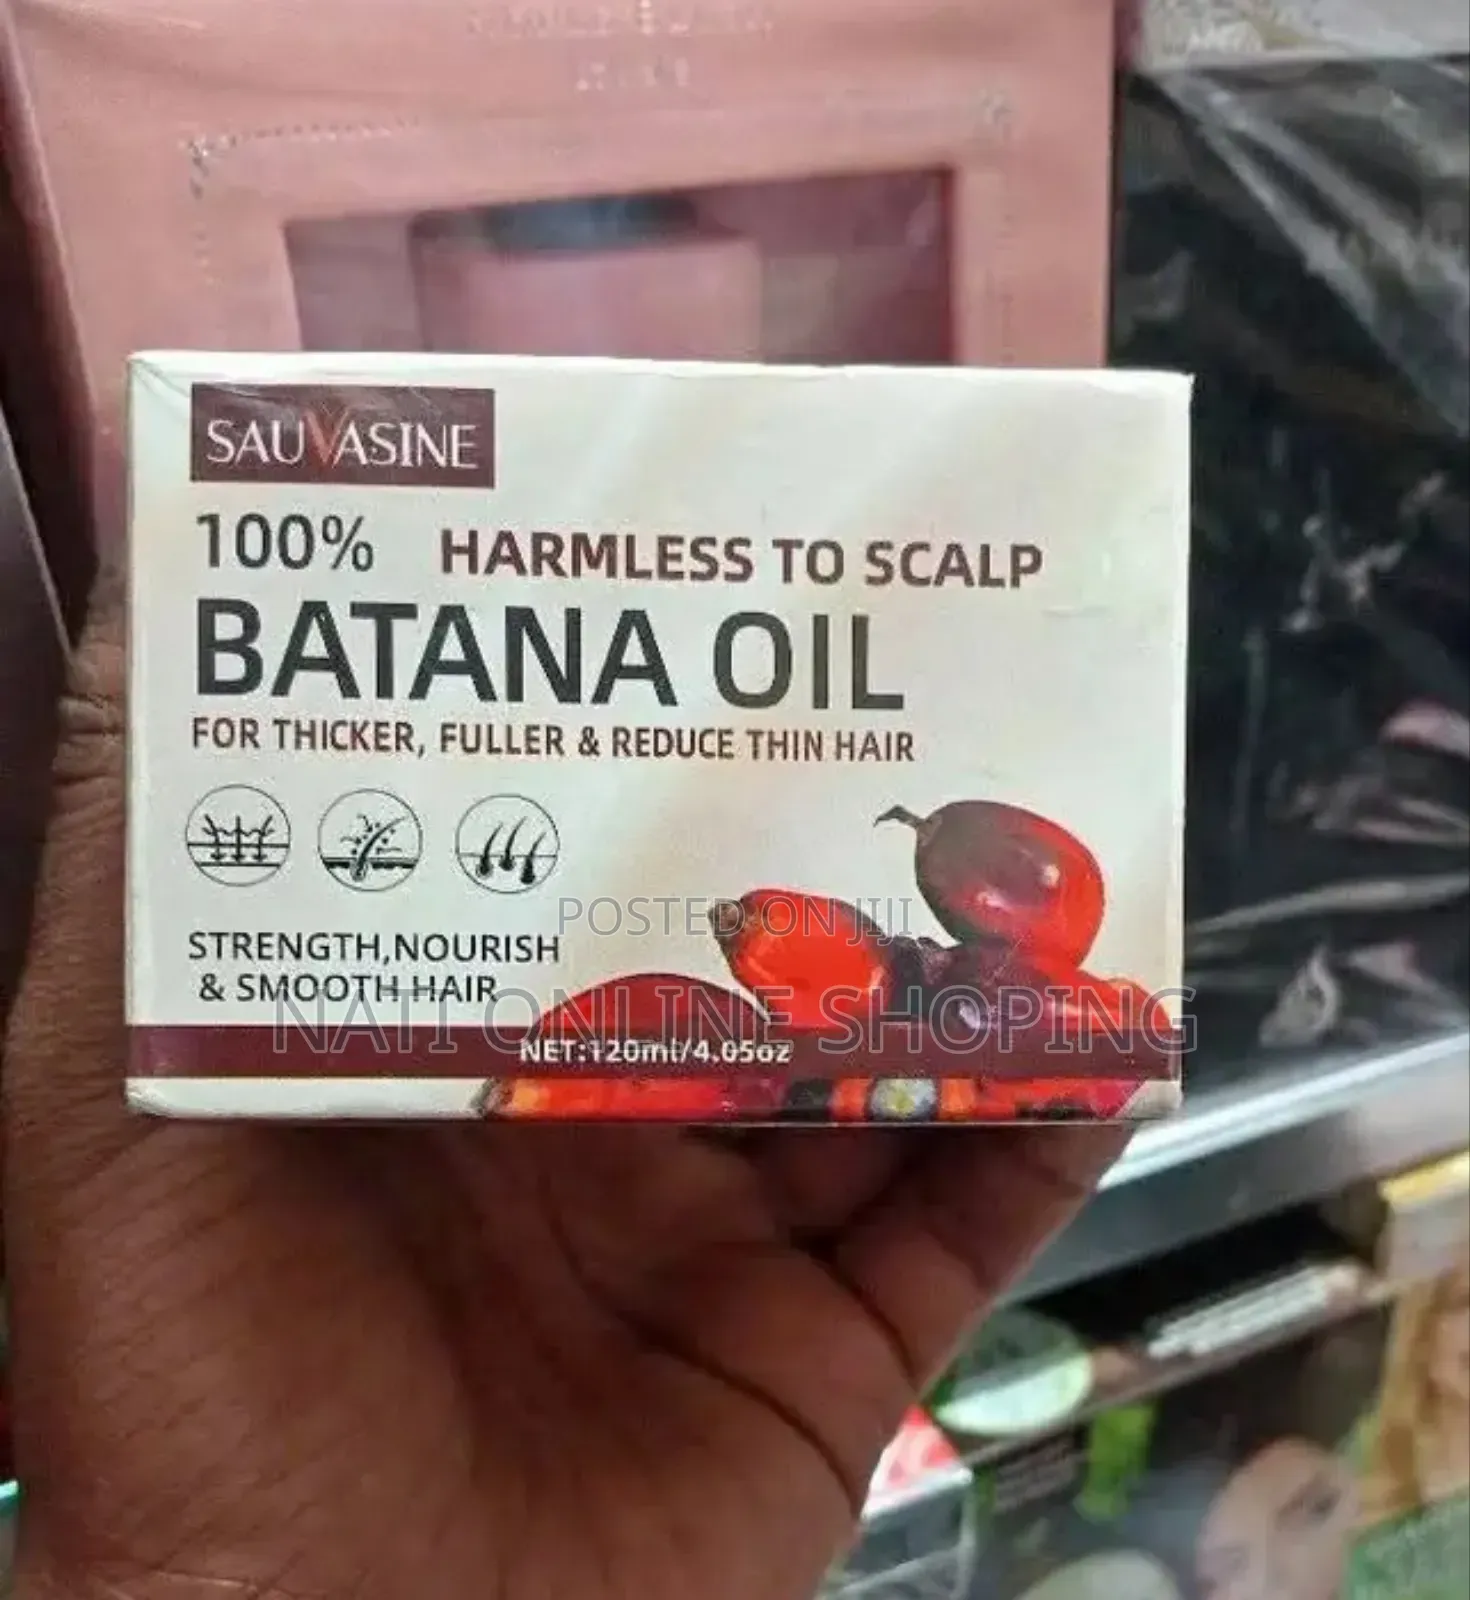 SAUVASINE
100% HARMLESS TO SCALP
BATANA OIL
FOR THICKER, FULLER & REDUCE THIN HAIR
POSTED ON JIJI
STRENGTH,NOURISH
& SMOOTH HAIR
NATI ONLINE SHOPING
NET:120ml/4.05oz